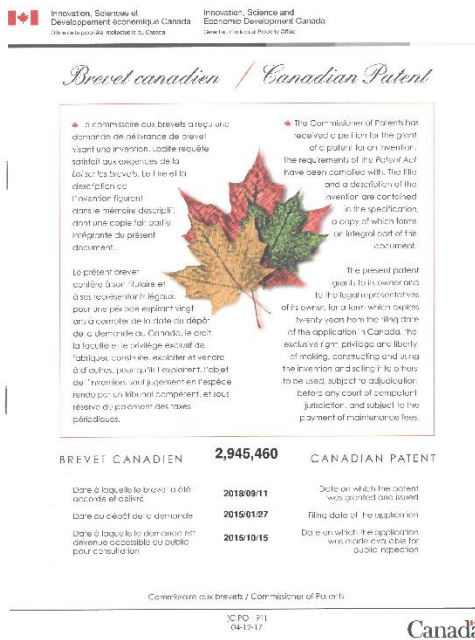 Innovation, Sciences et
Développement économique Canada
Office de la propriété intellectuelle du Canada
Innovation, Science and
Economic Development Canada
Canadian Intellectual Property Office
Brevet canadien / Canadian Patent
Le commissaire aux brevets a reçu une
demande de délivrance de brevet
visant une invention. Ladite requête
satisfait aux exigences de la
Loi sur les brevets. Le titre et la
description de
l'invention figurent
dans le mémoire descriptif,
dont une copie fait partie
intégrante du présent
document.
Le présent brevet
confère à son titulaire et
à ses représentants légaux,
pour une période expirant vingt
ans à compter de la date du dépôt
de la demande au Canada, le droit,
la faculté et le privilège exclusif de
fabriquer, construire, exploiter et vendre
à d'autres, pour qu'ils l'exploitent, l'objet
de l'invention, sauf jugement en l'espèce
rendu par un tribunal compétent, et sous
réserve du paiement des taxes
périodiques.
The Commissioner of Patents has
received a petition for the grant
of a patent for an invention.
The requirements of the Patent Act
have been complied with. The title
and a description of the
invention are contained
in the specification,
a copy of which forms
an integral part of this
document.
The present patent
grants to its owner and
to the legal representatives
of its owner, for a term which expires
twenty years from the filing date
of the application in Canada, the
exclusive right, privilege and liberty
of making, constructing and using
the invention and selling it to others
to be used, subject to adjudication
before any court of competent
jurisdiction, and subject to the
payment of maintenance fees.
BREVET CANADIEN 2,945,460 CANADIAN PATENT
Date à laquelle le brevet a été
accordé et délivré
2018/09/11
Date on which the patent
was granted and issued
Date du dépôt de la demande
2015/01/27
Filing date of the application
Date à laquelle la demande est
devenue accessible au public
pour consultation
2015/10/15
Date on which the application
was made available for
public inspection
Commissaire aux brevets / Commissioner of Patents
04-12-17
Canada